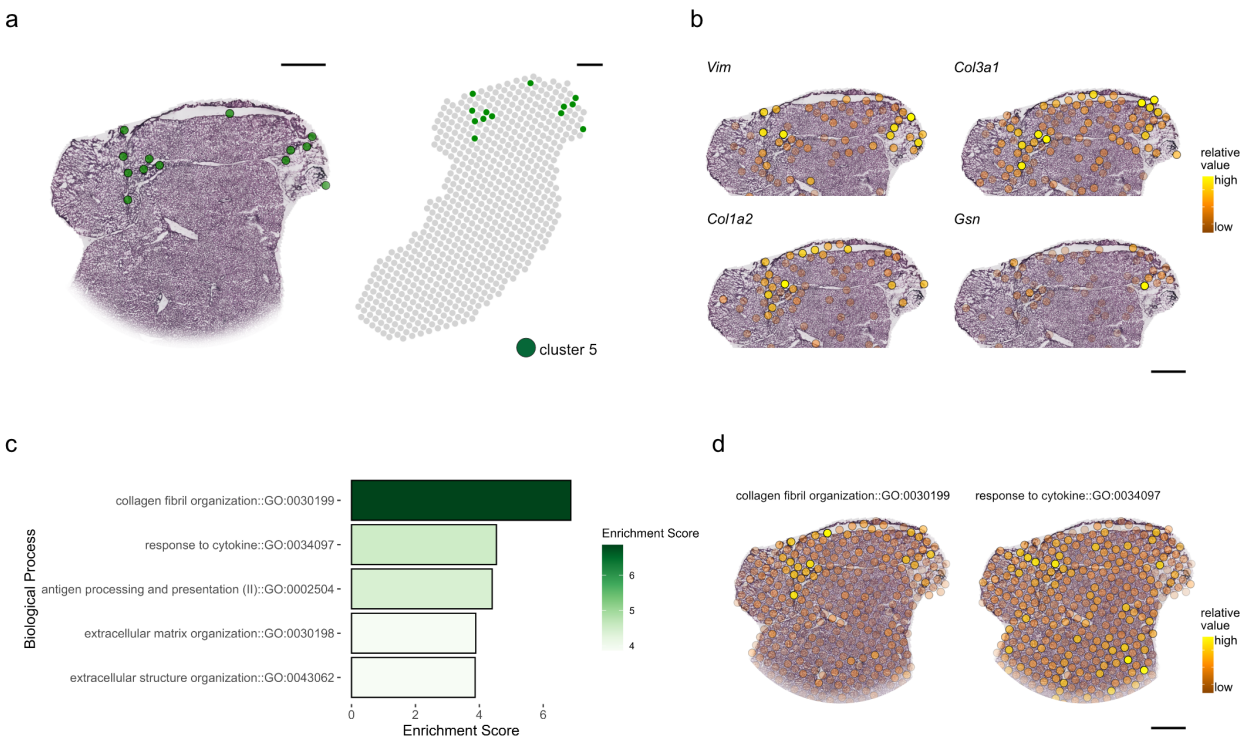 a
cluster 5
b
Vim
Col3a1
Col1a2
Gsn
relative
value
high
low
c
Biological Process
collagen fibril organization::GO:0030199
response to cytokine::GO:0034097
antigen processing and presentation (II)::GO:0002504
extracellular matrix organization::GO:0030198
extracellular structure organization::GO:0043062
0 2 4 6
Enrichment Score
Enrichment Score
6
5
4
d
collagen fibril organization::GO:0030199 response to cytokine::GO:0034097
relative
value
high
low